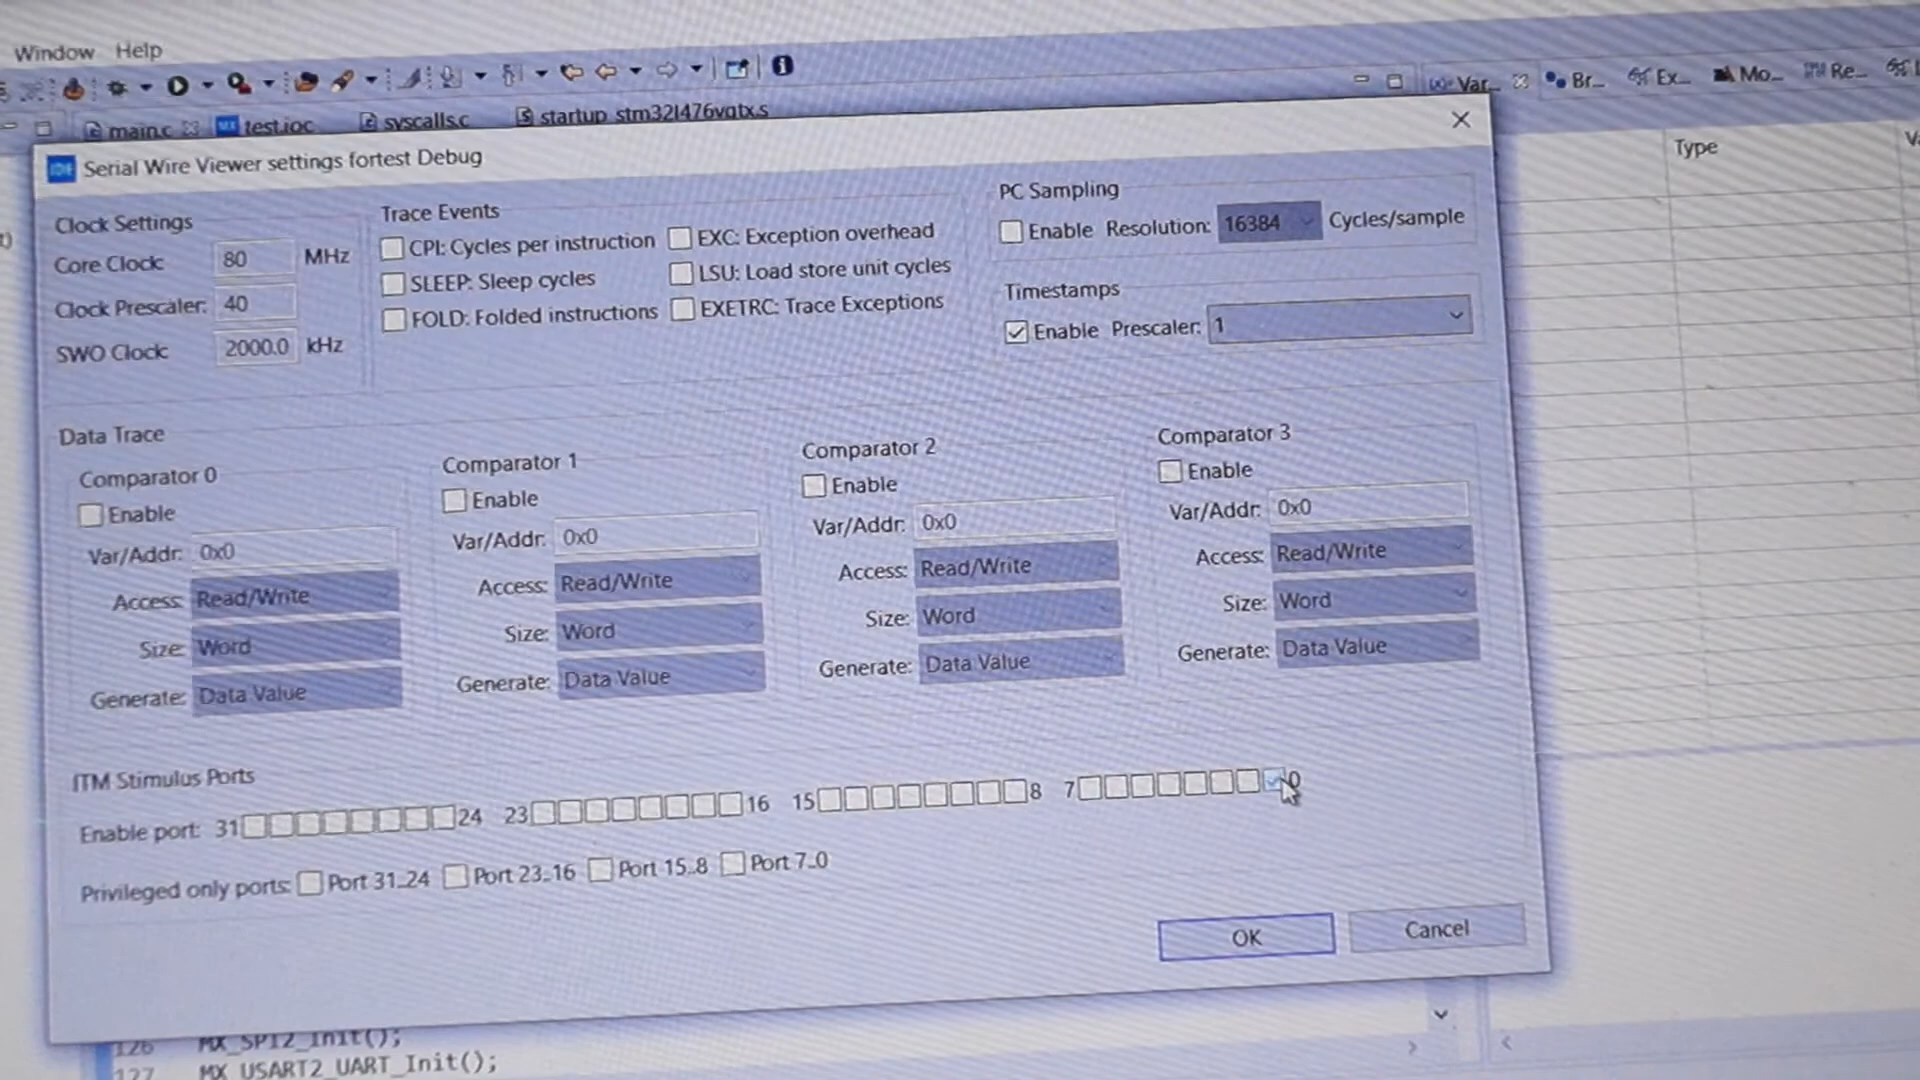 Window Help
Var... Br... Ex... Mo... Re...
main.c test.ioc syscalls.c startup_stm32l476vgtx.s
Type
IDE Serial Wire Viewer settings fortest Debug
Clock Settings
Core Clock: 80 MHz
Clock Prescaler: 40
SWO Clock: 2000.0 kHz
Trace Events
CPI: Cycles per instruction EXC: Exception overhead
SLEEP: Sleep cycles LSU: Load store unit cycles
FOLD: Folded instructions EXETRC: Trace Exceptions
PC Sampling
Enable Resolution: 16384 Cycles/sample
Timestamps
Enable Prescaler: 1
Data Trace
Comparator 0
Enable
Var/Addr: 0x0
Access: Read/Write
Size: Word
Generate: Data Value
Comparator 1
Enable
Var/Addr: 0x0
Access: Read/Write
Size: Word
Generate: Data Value
Comparator 2
Enable
Var/Addr: 0x0
Access: Read/Write
Size: Word
Generate: Data Value
Comparator 3
Enable
Var/Addr: 0x0
Access: Read/Write
Size: Word
Generate: Data Value
ITM Stimulus Ports
Enable port: 31 24 23 16 15 8 7 0
Privileged only ports: Port 31..24 Port 23..16 Port 15..8 Port 7..0
OK Cancel
126 MX_SPI2_Init();
127 MX_USART2_UART_Init();